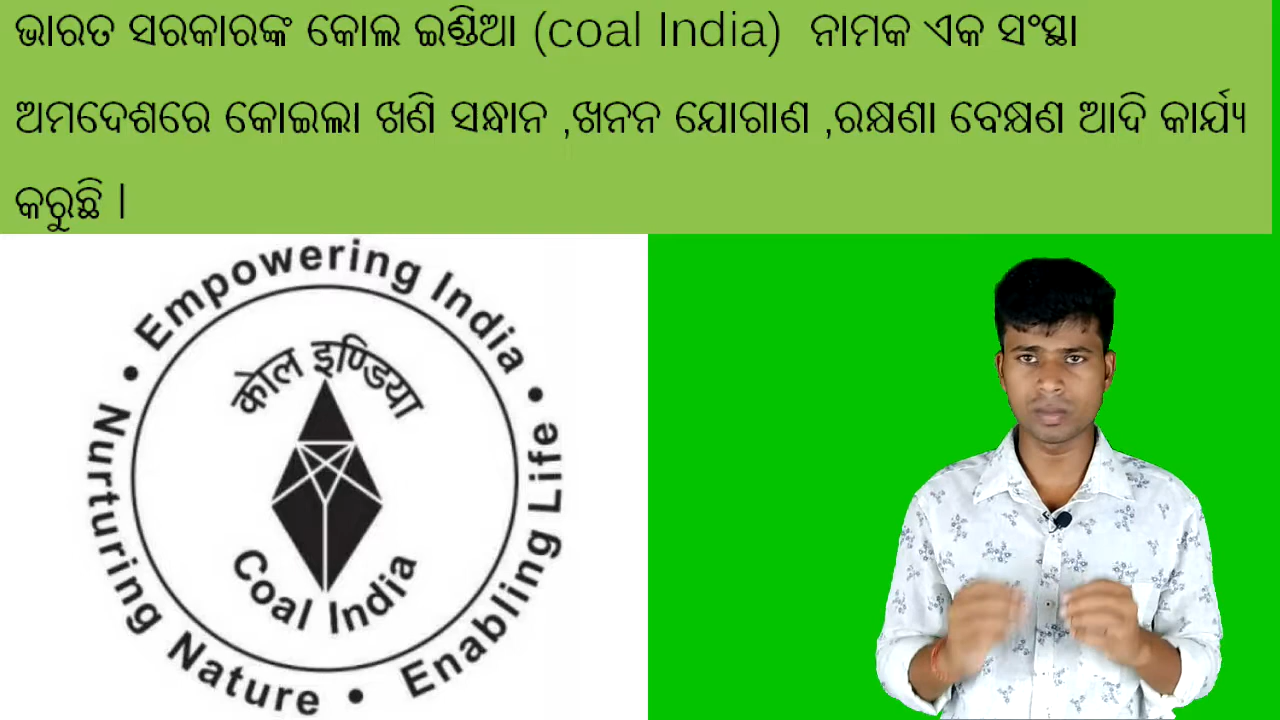 ଭାରତ ସରକାରଙ୍କ କୋଲ ଇଣ୍ଡିଆ (coal India) ନାମକ ଏକ ସଂସ୍ଥା
ଅମଦେଶରେ କୋଇଲା ଖଣି ସନ୍ଧାନ ,ଖନନ ଯୋଗାଣ ,ରକ୍ଷଣା ବେକ୍ଷଣ ଆଦି କାର୍ଯ୍ୟ
କରୁଛି ।
• Empowering India •
कोल इण्डिया
Coal India
Nurturing Nature • Enabling Life